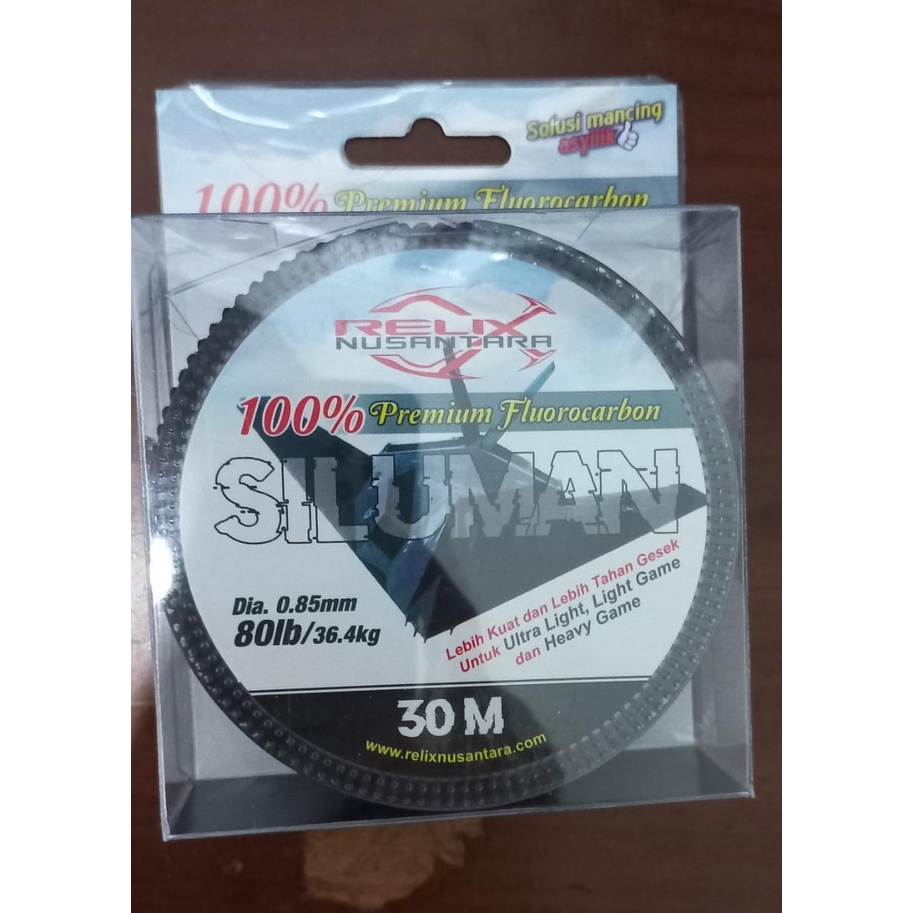 Solusi mancing
asyiiik
100% Premium Fluorocarbon
RELIX
NUSANTARA
100% Premium Fluorocarbon
SILUMAN
Dia. 0.85mm
80lb/36.4kg
Lebih Kuat dan Lebih Tahan Gesek
Untuk Ultra Light, Light Game
dan Heavy Game
30 M
www.relixnusantara.com